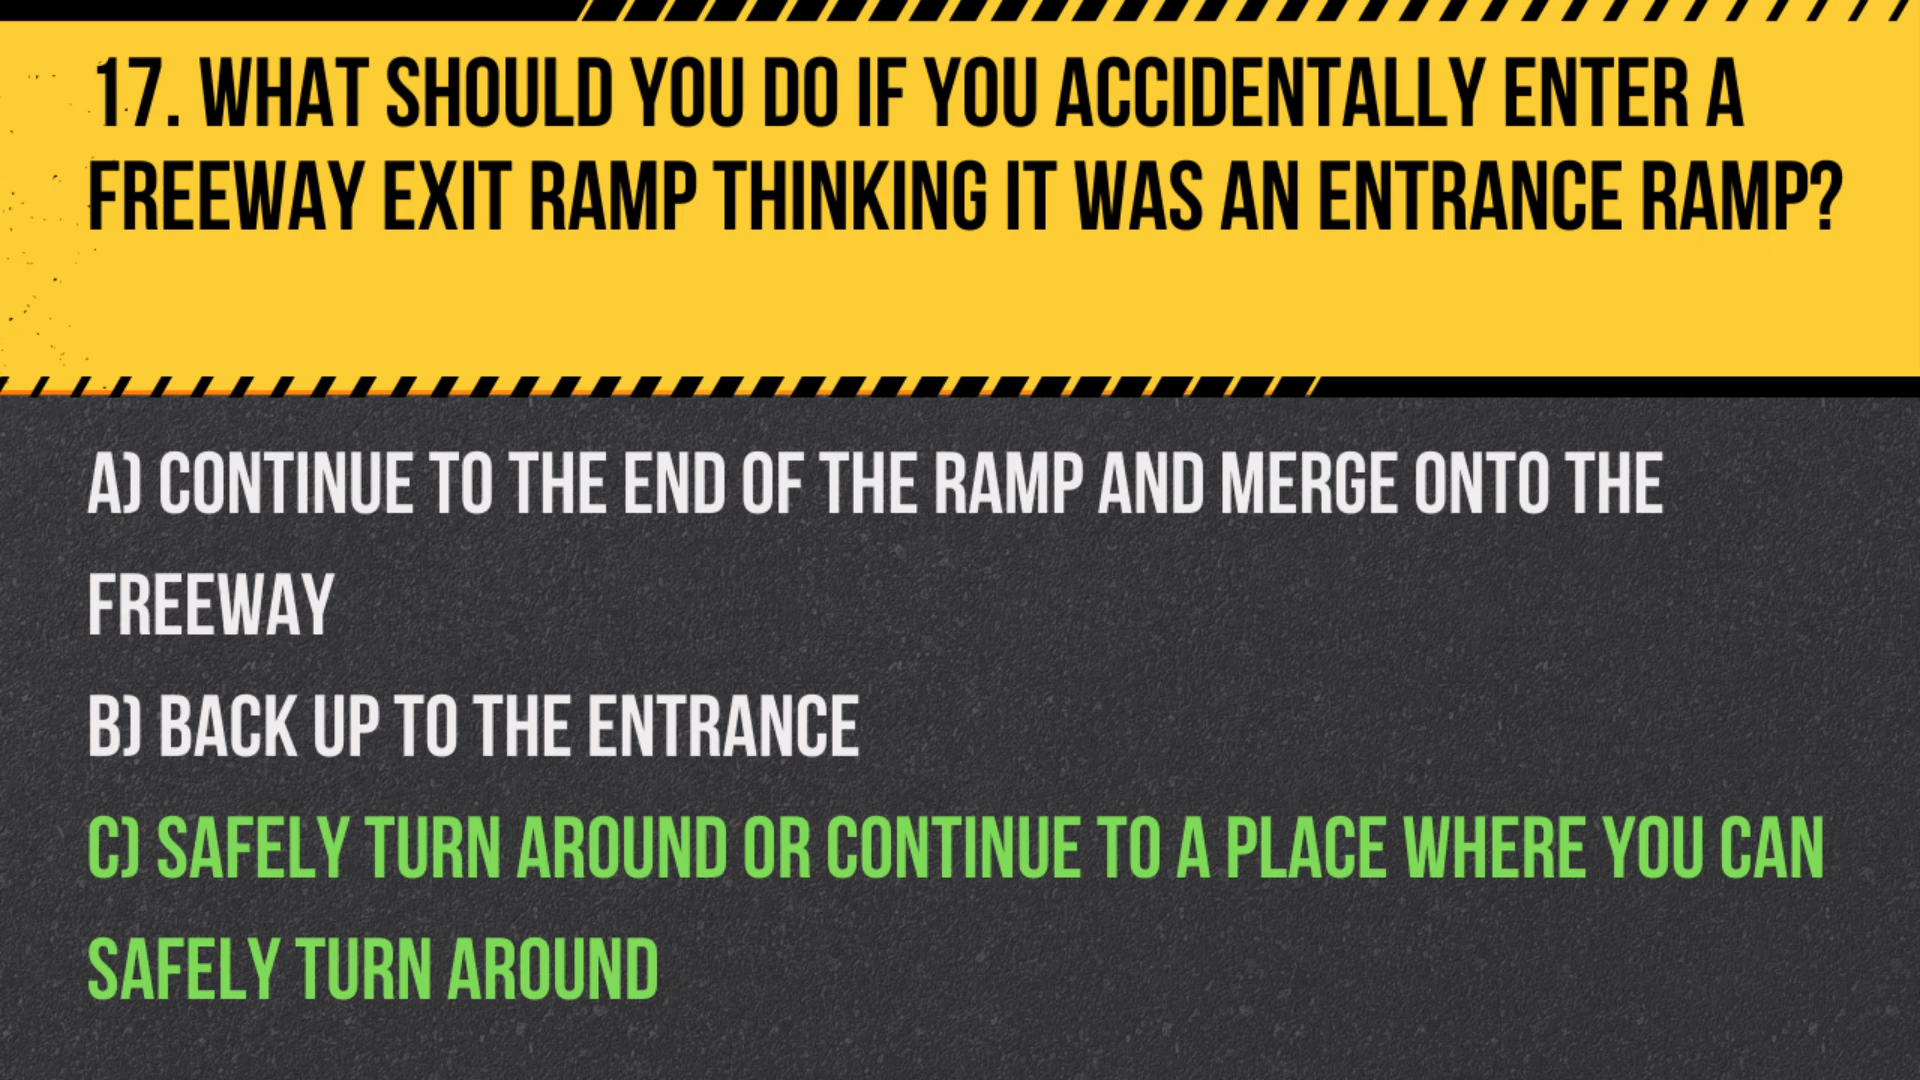 17. WHAT SHOULD YOU DO IF YOU ACCIDENTALLY ENTER A
FREEWAY EXIT RAMP THINKING IT WAS AN ENTRANCE RAMP?
A) CONTINUE TO THE END OF THE RAMP AND MERGE ONTO THE
FREEWAY
B) BACK UP TO THE ENTRANCE
C) SAFELY TURN AROUND OR CONTINUE TO A PLACE WHERE YOU CAN
SAFELY TURN AROUND